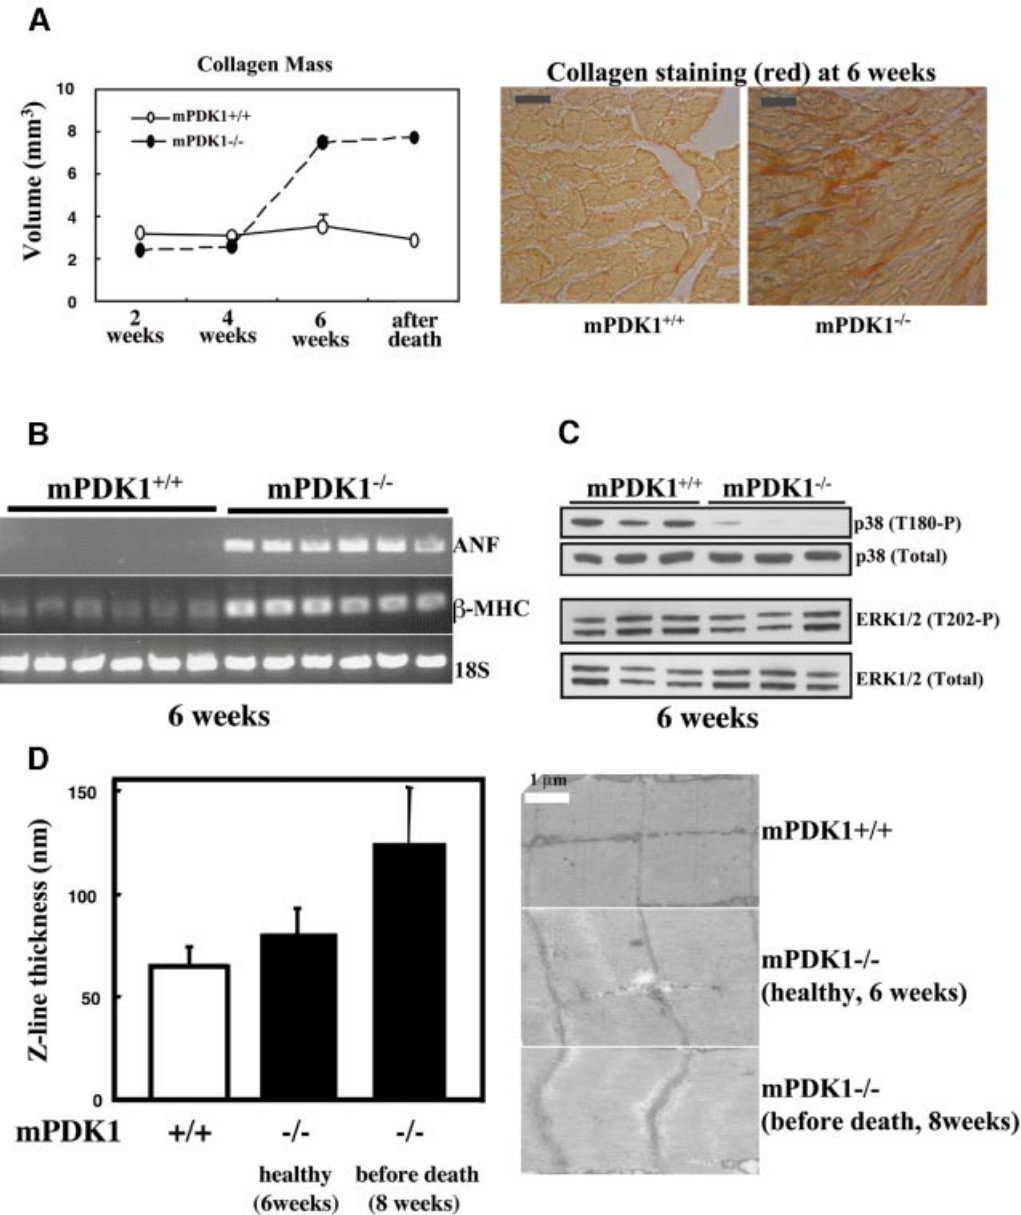 A
Collagen Mass
10
8
6
4
2
0
Volume (mm³)
mPDK1+/+
mPDK1-/-
2 weeks
4 weeks
6 weeks
after death
Collagen staining (red) at 6 weeks
mPDK1+/+
mPDK1-/-
B
mPDK1+/+ mPDK1-/-
ANF
β-MHC
18S
6 weeks
C
mPDK1+/+ mPDK1-/-
p38 (T180-P)
p38 (Total)
ERK1/2 (T202-P)
ERK1/2 (Total)
6 weeks
D
150
100
50
0
Z-line thickness (nm)
mPDK1 +/+ -/- -/-
healthy (6weeks)
before death (8 weeks)
1 µm
mPDK1+/+
mPDK1-/-
(healthy, 6 weeks)
mPDK1-/-
(before death, 8weeks)